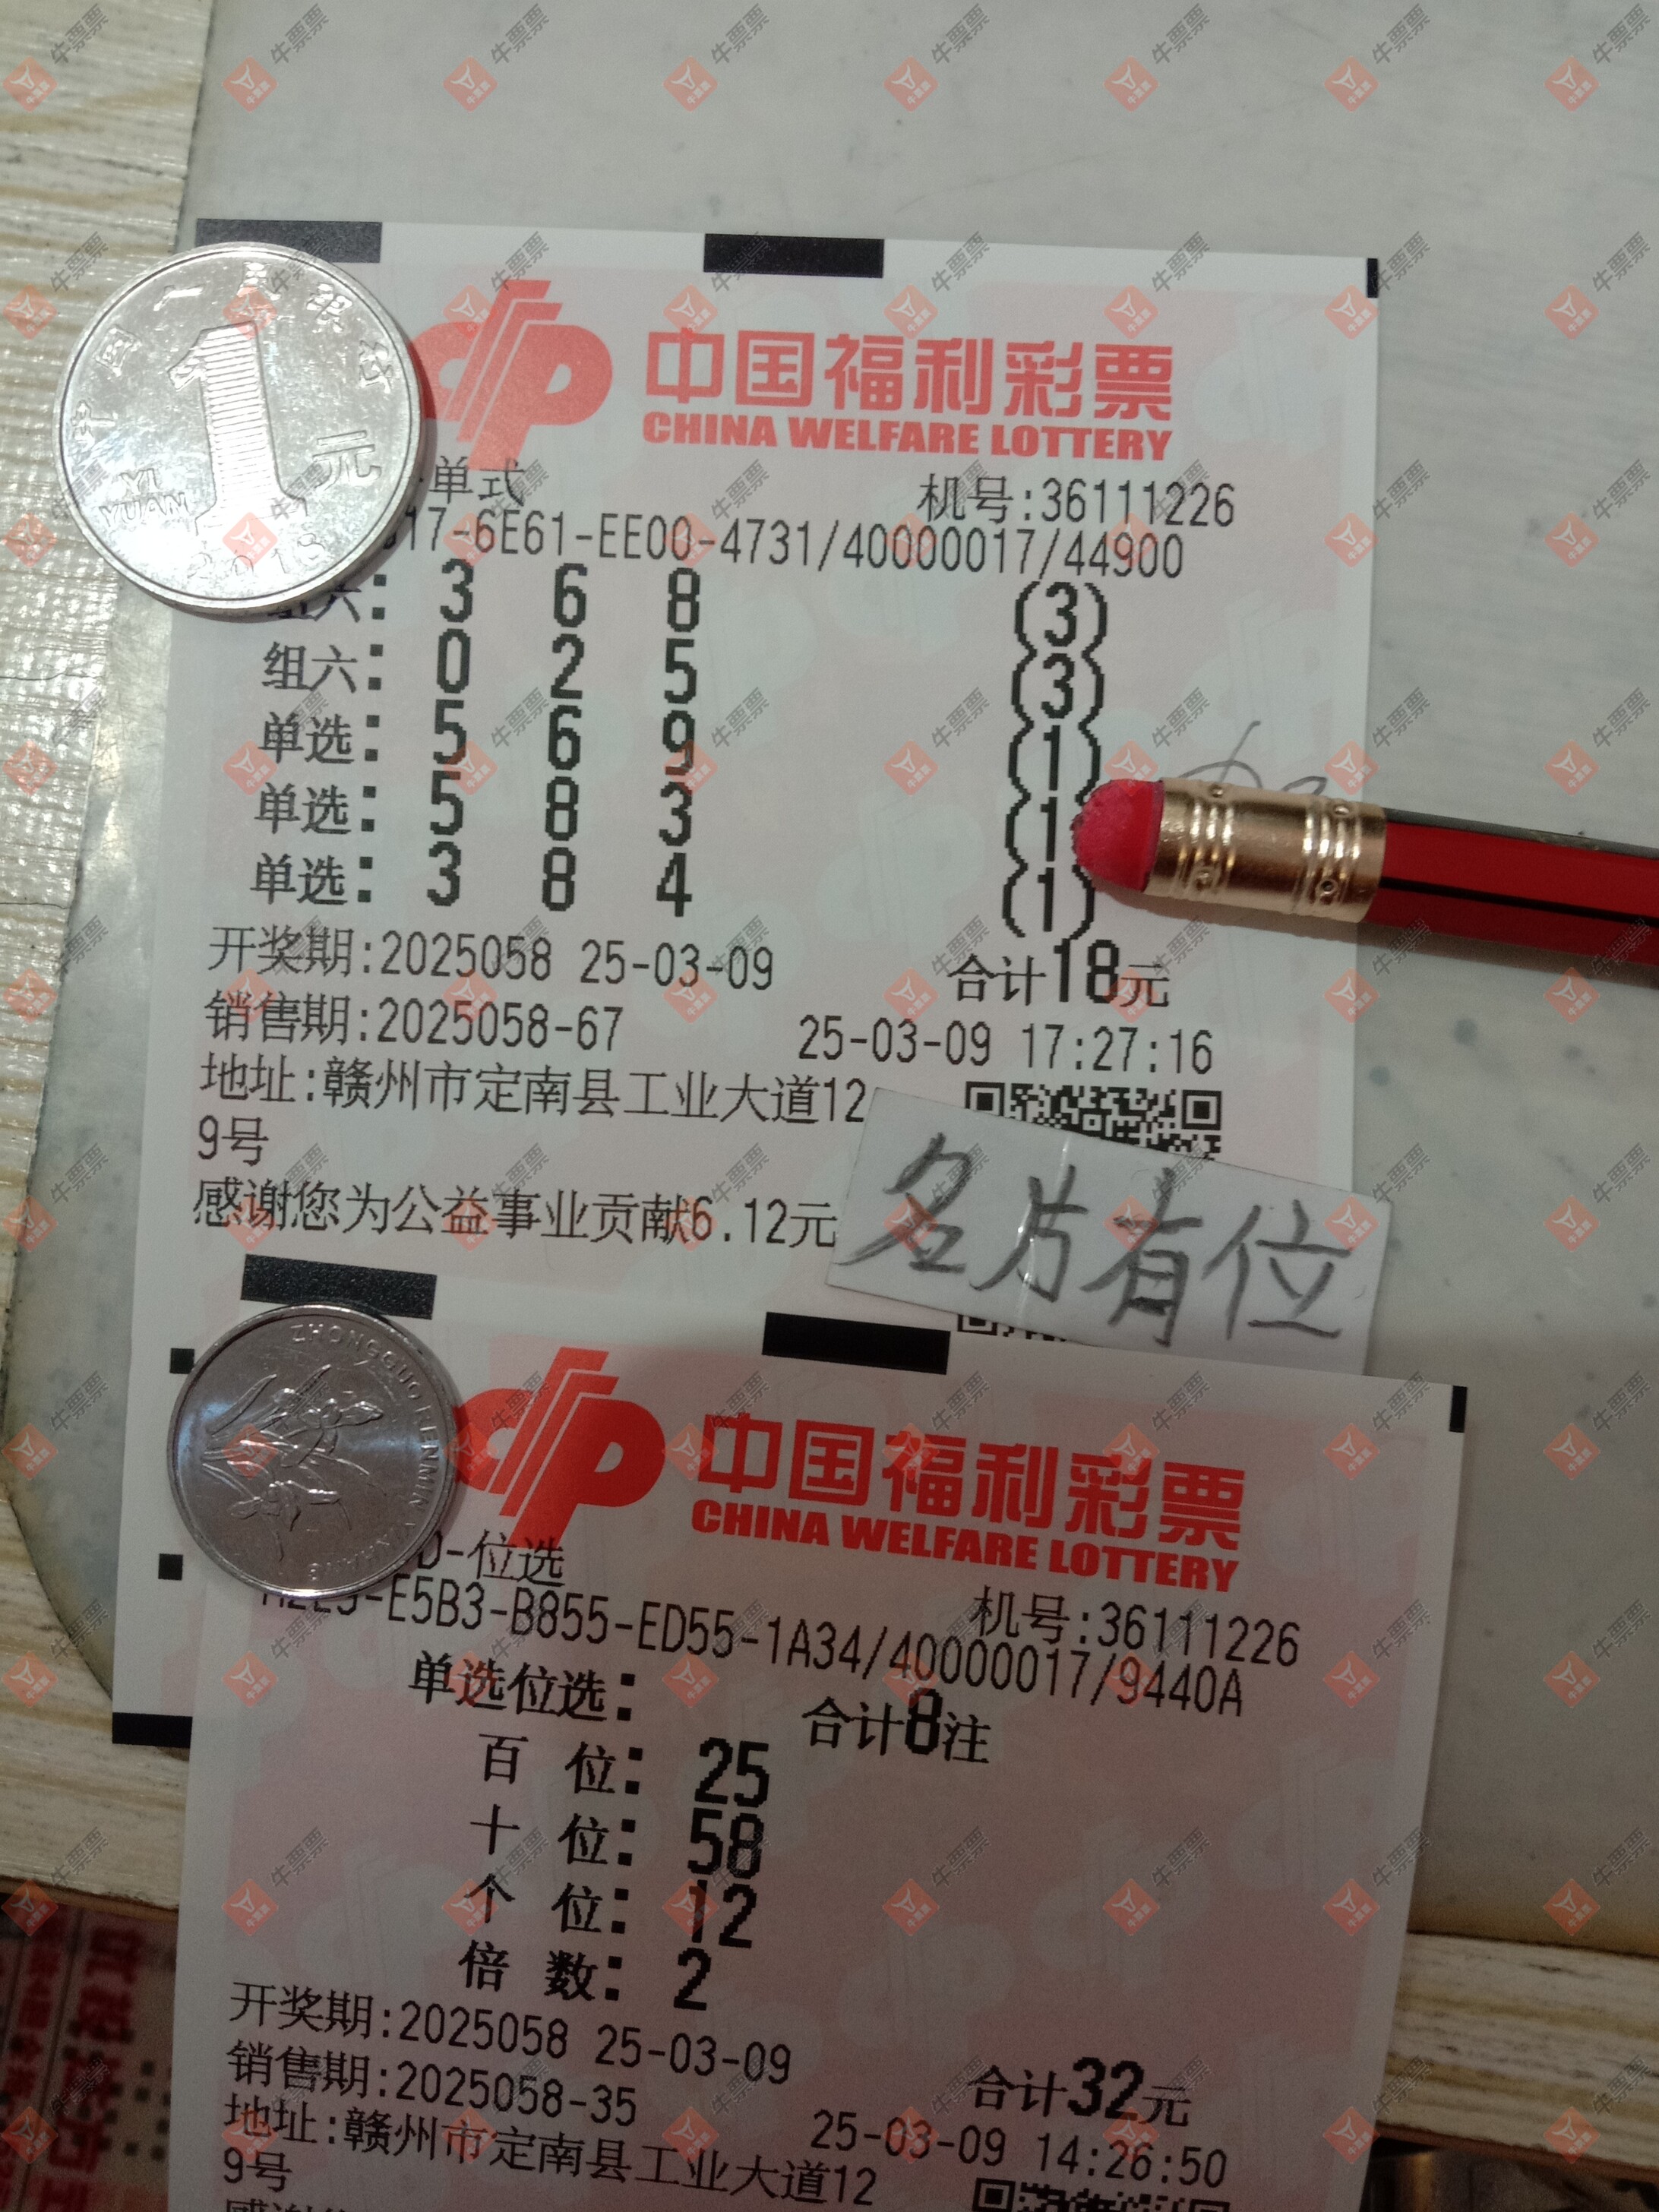 中国福利彩票
CHINA WELFARE LOTTERY
单式
机号:36111226
17-6E61-EE00-4731/40000017/44900
组六: 3 6 8 (3)
组六: 0 2 5 (3)
单选: 5 6 9 (1)
单选: 5 8 3 (1
单选: 3 8 4 (1)
开奖期:2025058 25-03-09 合计18元
销售期:2025058-67 25-03-09 17:27:16
地址:赣州市定南县工业大道12
9号
感谢您为公益事业贡献6.12元
名片有位
1
元
YI
YUAN
2018
ZHONGGUO RENMIN
中国福利彩票
CHINA WELFARE LOTTERY
D-位选
机号:36111226
-E5B3-B855-ED55-1A34/40000017/9440A
单选位选: 合计8注
百 位: 25
十 位: 58
个 位: 12
倍 数: 2
开奖期:2025058 25-03-09 合计32元
销售期:2025058-35 25-03-09 14:26:50
地址:赣州市定南县工业大道12
9号
牛票票